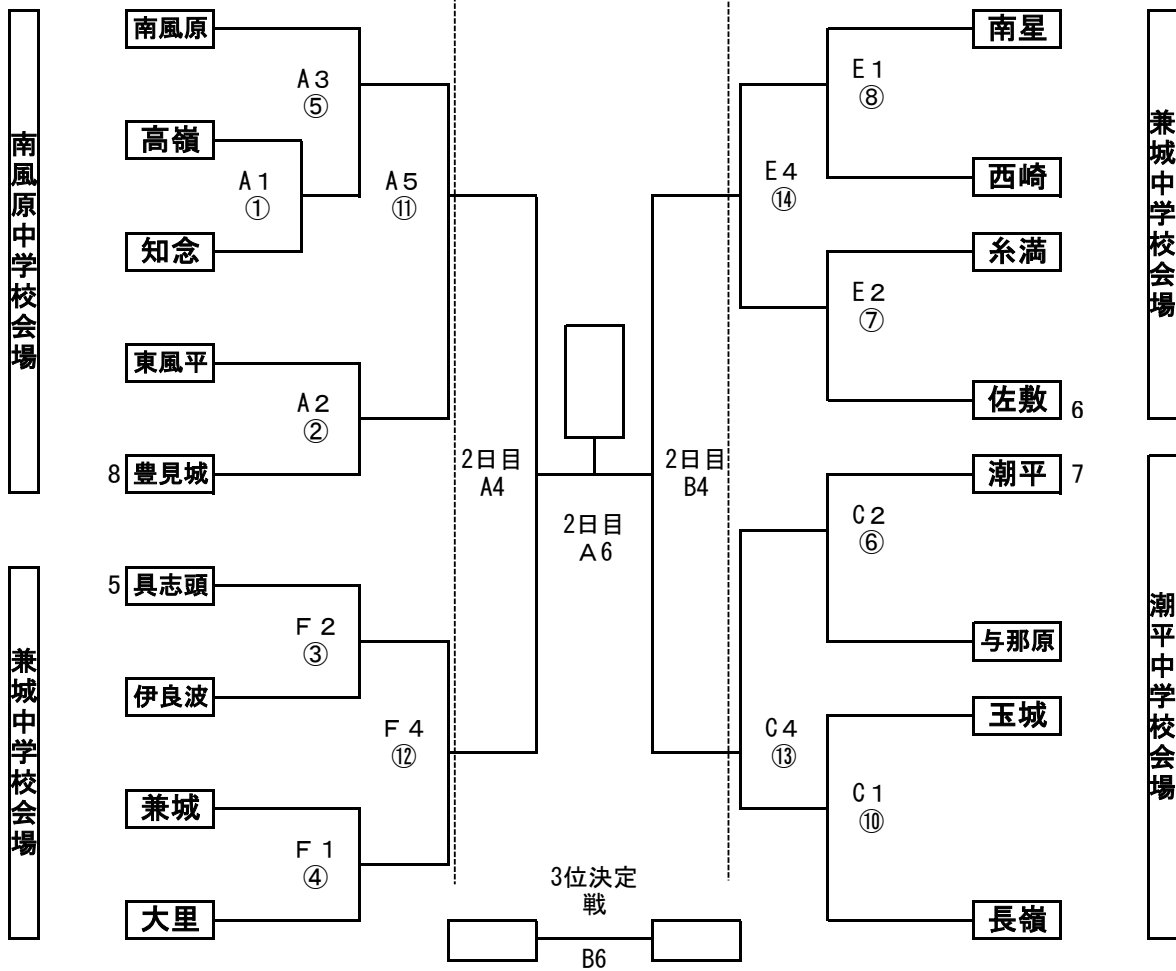 南風原中学校会場
南風原
A3
⑤
高嶺
A1
①
知念
A5
⑪
東風平
A2
②
8 豊見城
兼城中学校会場
5 具志頭
F2
③
伊良波
F4
⑫
兼城
F1
④
大里
2日目
A4
2日目
A6
2日目
B4
3位決定
戦
B6
南星
E1
⑧
西崎
E4
⑭
糸満
E2
⑦
佐敷 6
兼城中学校会場
潮平 7
C2
⑥
与那原
C4
⑬
玉城
C1
⑩
長嶺
潮平中学校会場